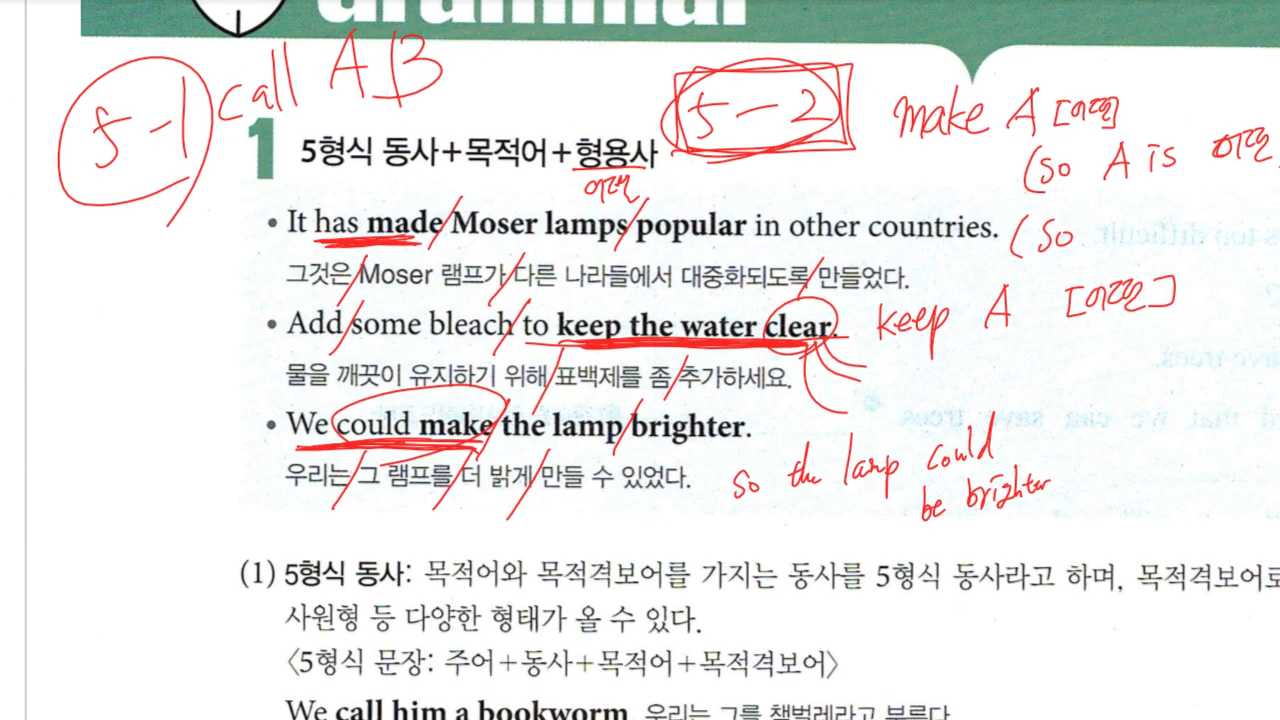 Grammar
5-1 call A B
5-2 make A [어떤]
(so A is 어떤
1 5형식 동사+목적어+형용사
어떤
• It has made Moser lamps popular in other countries. (so
그것은 Moser 램프가 다른 나라들에서 대중화되도록 만들었다.
• Add some bleach to keep the water clear. keep A [어떤]
물을 깨끗이 유지하기 위해 표백제를 좀 추가하세요.
• We could make the lamp brighter.
우리는 그 램프를 더 밝게 만들 수 있었다. so the lamp could
be brighter
(1) 5형식 동사: 목적어와 목적격보어를 가지는 동사를 5형식 동사라고 하며, 목적격보어로
사원형 등 다양한 형태가 올 수 있다.
〈5형식 문장: 주어+동사+목적어+목적격보어〉
We call him a bookworm. 우리는 그를 책벌레라고 부른다.